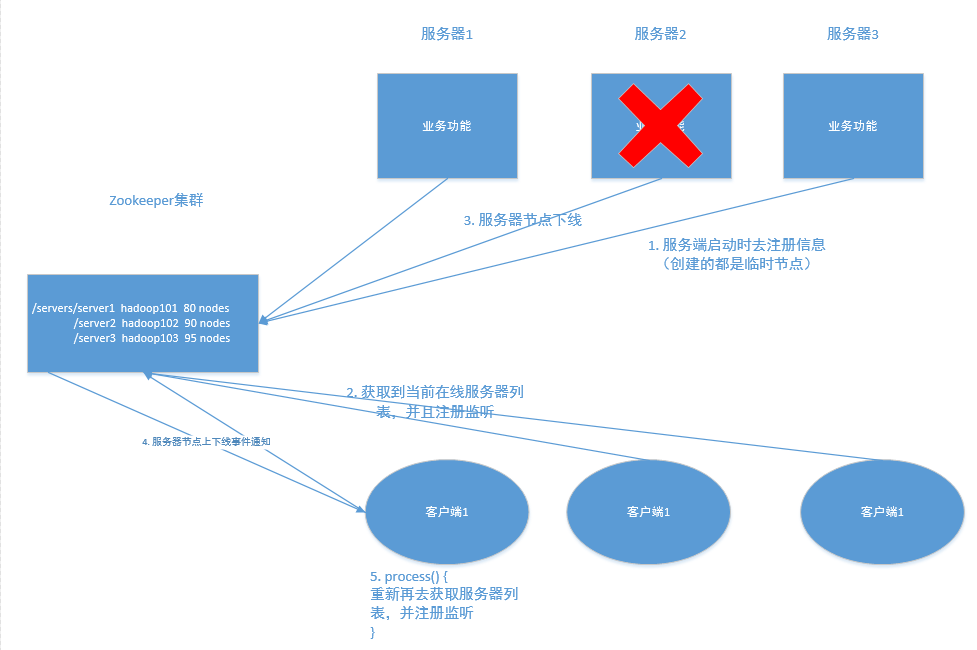 服务器1
服务器2
服务器3
业务功能
业务功能
Zookeeper集群
3. 服务器节点下线
1. 服务端启动时去注册信息
（创建的都是临时节点）
/servers/server1 hadoop101 80 nodes
/server2 hadoop102 90 nodes
/server3 hadoop103 95 nodes
2. 获取到当前在线服务器列
表，并且注册监听
4. 服务器节点上下线事件通知
客户端1
客户端1
客户端1
5. process() {
重新再去获取服务器列
表，并注册监听
}